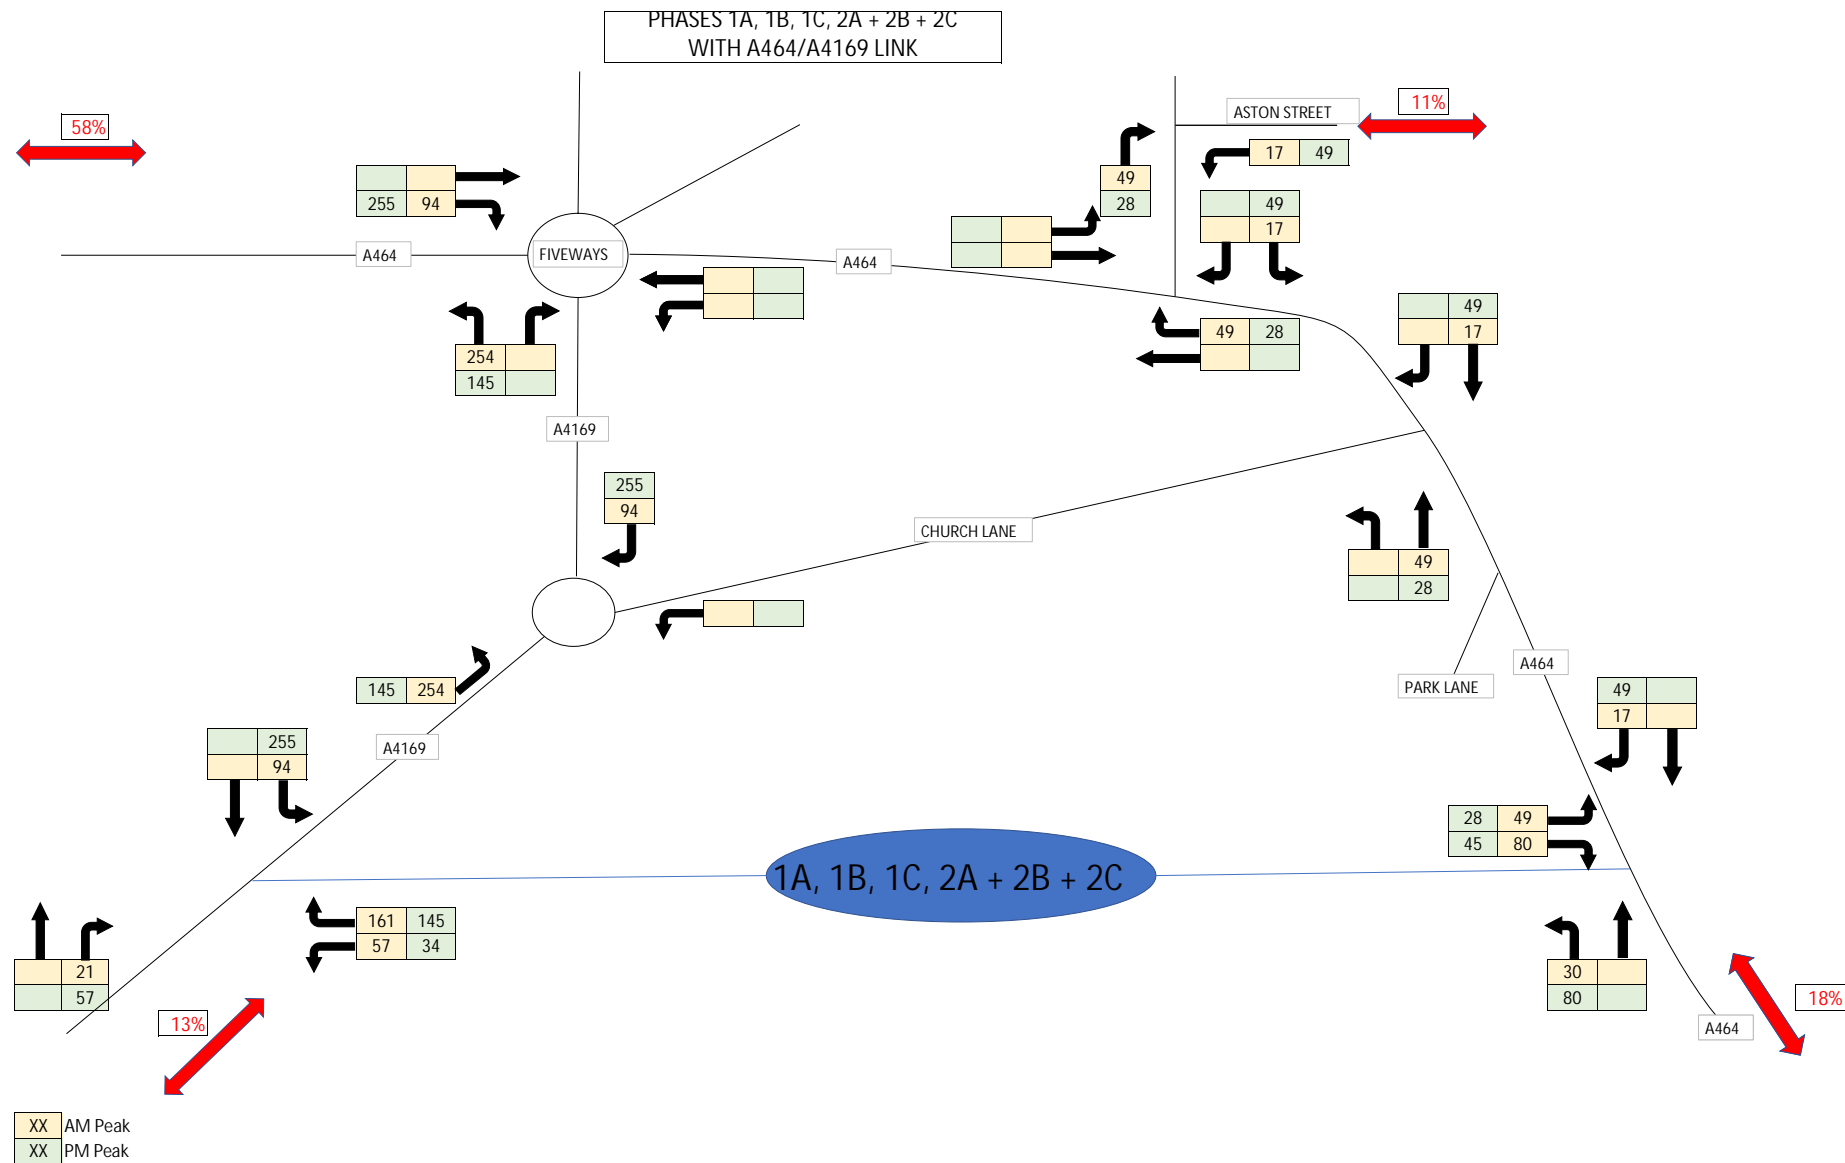 PHASES 1A, 1B, 1C, 2A + 2B + 2C
WITH A464/A4169 LINK
58%
11%
ASTON STREET
17 49
49
28
255 94
49
17
A464
FIVEWAYS
A464
49
17
49 28
254
145
A4169
255
94
CHURCH LANE
49
28
145 254
A464
PARK LANE
49
17
255
94
A4169
28 49
45 80
1A, 1B, 1C, 2A + 2B + 2C
161 145
57 34
21
57
30
80
13%
18%
A464
XX AM Peak
XX PM Peak